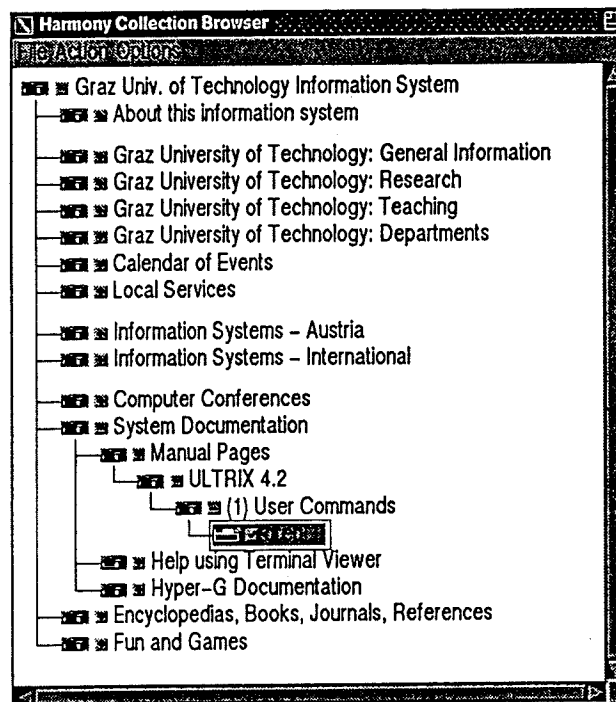 Harmony Collection Browser
File Action Options
Graz Univ. of Technology Information System
About this information system
Graz University of Technology: General Information
Graz University of Technology: Research
Graz University of Technology: Teaching
Graz University of Technology: Departments
Calendar of Events
Local Services
Information Systems – Austria
Information Systems – International
Computer Conferences
System Documentation
Manual Pages
ULTRIX 4.2
(1) User Commands
Help using Terminal Viewer
Hyper–G Documentation
Encyclopedias, Books, Journals, References
Fun and Games